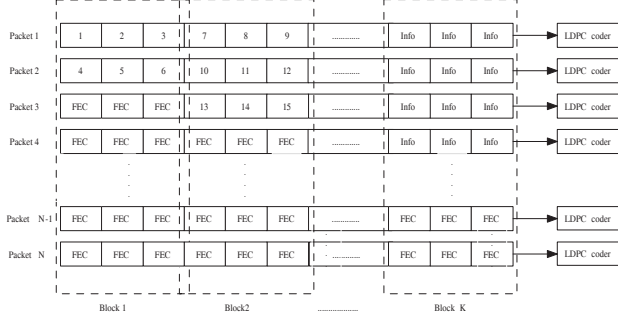 Packet 1 1 2 3 7 8 9 ............. Info Info Info LDPC coder
Packet 2 4 5 6 10 11 12 ............. Info Info Info LDPC coder
Packet 3 FEC FEC FEC 13 14 15 ............. Info Info Info LDPC coder
Packet 4 FEC FEC FEC FEC FEC FEC ............. Info Info Info LDPC coder
Packet N-1 FEC FEC FEC FEC FEC FEC ............. FEC FEC FEC LDPC coder
Packet N FEC FEC FEC FEC FEC FEC ............. FEC FEC FEC LDPC coder
Block 1 Block2 ................... Block K